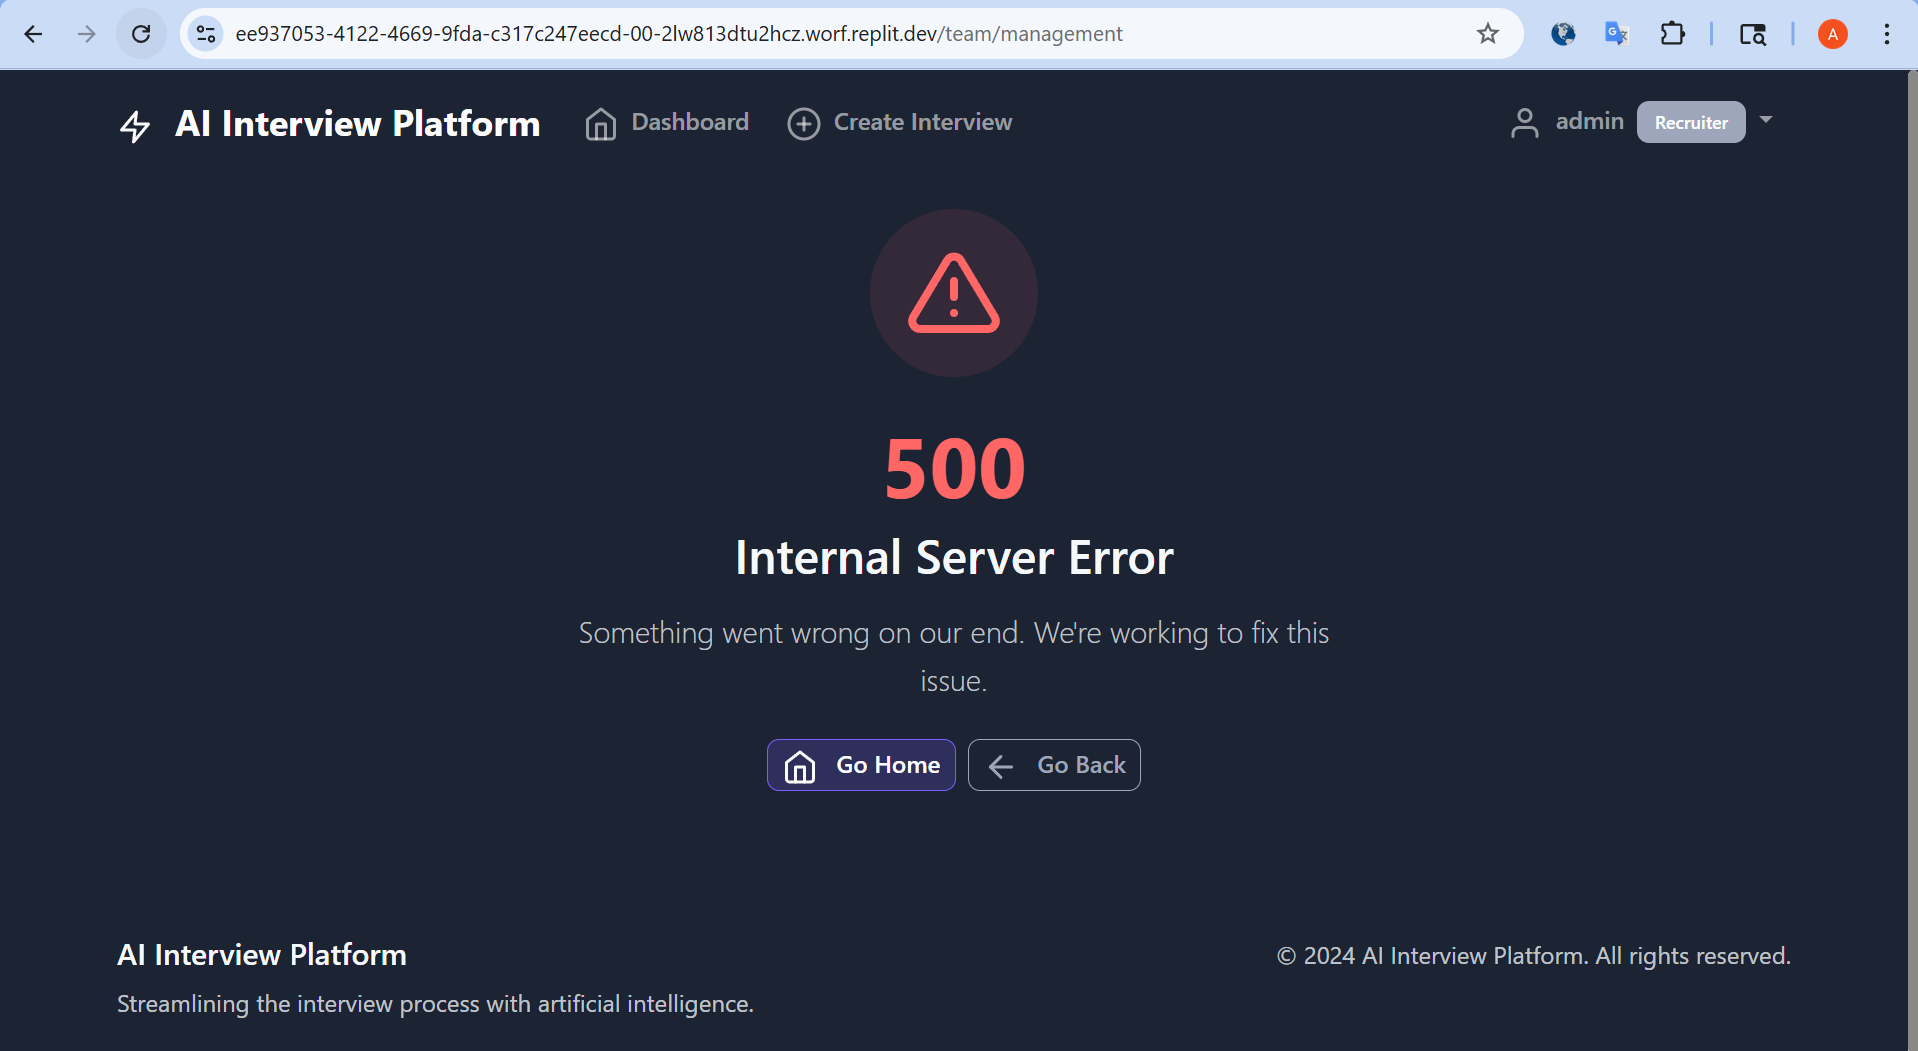 ee937053-4122-4669-9fda-c317c247eecd-00-2lw813dtu2hcz.worf.replit.dev/team/management
A
AI Interview Platform
Dashboard
Create Interview
admin
Recruiter
500
Internal Server Error
Something went wrong on our end. We're working to fix this
issue.
Go Home
Go Back
AI Interview Platform
© 2024 AI Interview Platform. All rights reserved.
Streamlining the interview process with artificial intelligence.